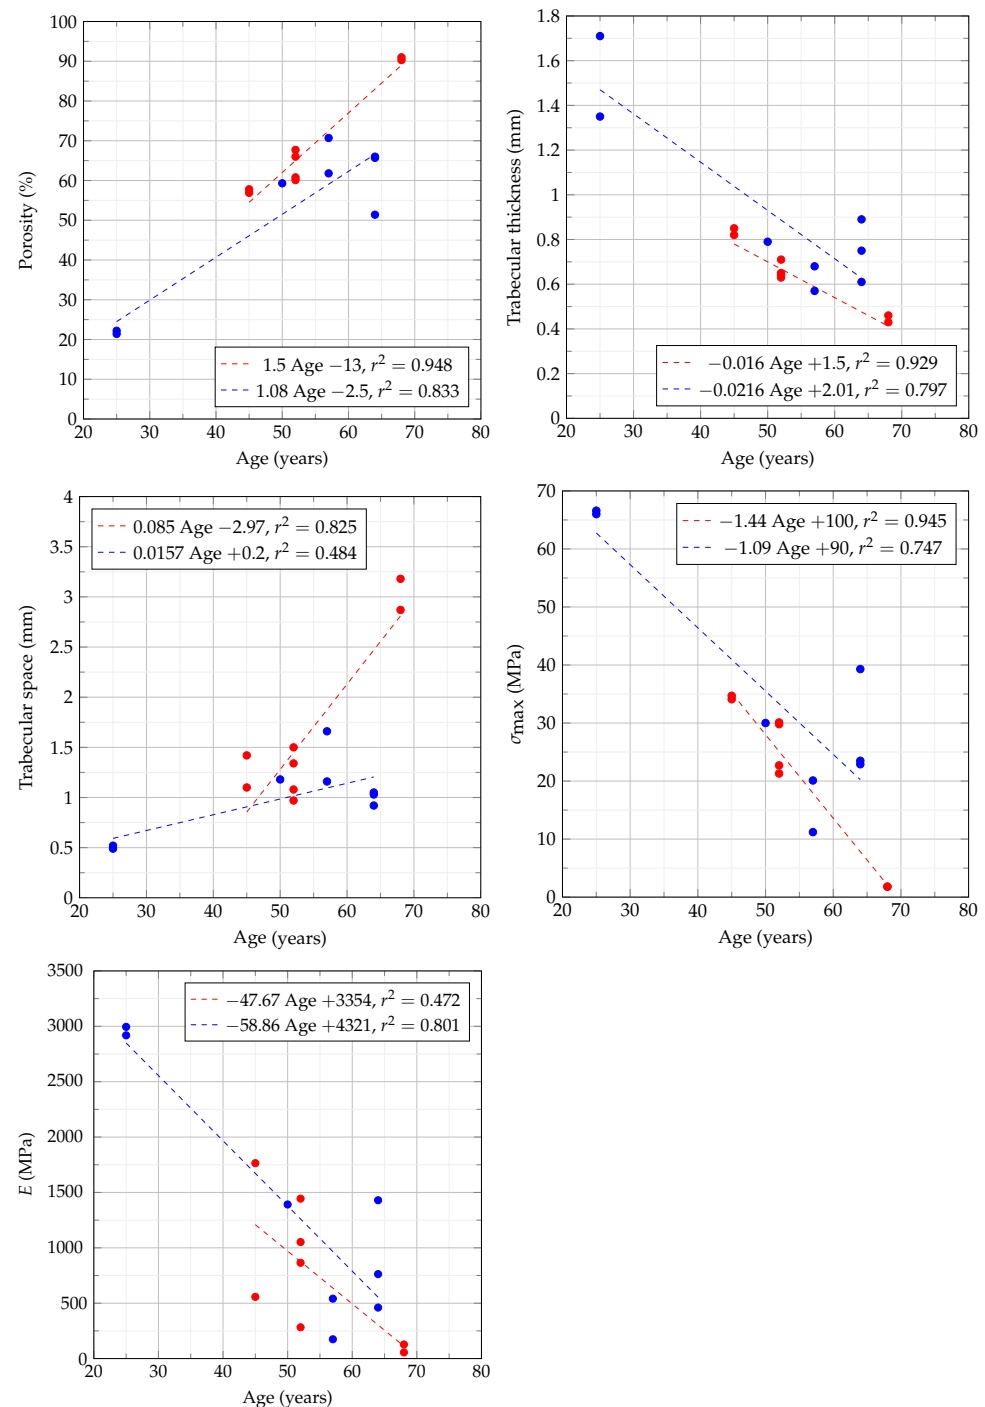 100
90
80
70
60
50
40
30
20
10
0
Porosity (%)
1.5 Age −13, r² = 0.948
1.08 Age −2.5, r² = 0.833
20 30 40 50 60 70 80
Age (years)
1.8
1.6
1.4
1.2
1
0.8
0.6
0.4
0.2
0
Trabecular thickness (mm)
−0.016 Age +1.5, r² = 0.929
−0.0216 Age +2.01, r² = 0.797
20 30 40 50 60 70 80
Age (years)
4
3.5
3
2.5
2
1.5
1
0.5
0
Trabecular space (mm)
0.085 Age −2.97, r² = 0.825
0.0157 Age +0.2, r² = 0.484
20 30 40 50 60 70 80
Age (years)
70
60
50
40
30
20
10
0
σmax (MPa)
−1.44 Age +100, r² = 0.945
−1.09 Age +90, r² = 0.747
20 30 40 50 60 70 80
Age (years)
3500
3000
2500
2000
1500
1000
500
0
E (MPa)
−47.67 Age +3354, r² = 0.472
−58.86 Age +4321, r² = 0.801
20 30 40 50 60 70 80
Age (years)